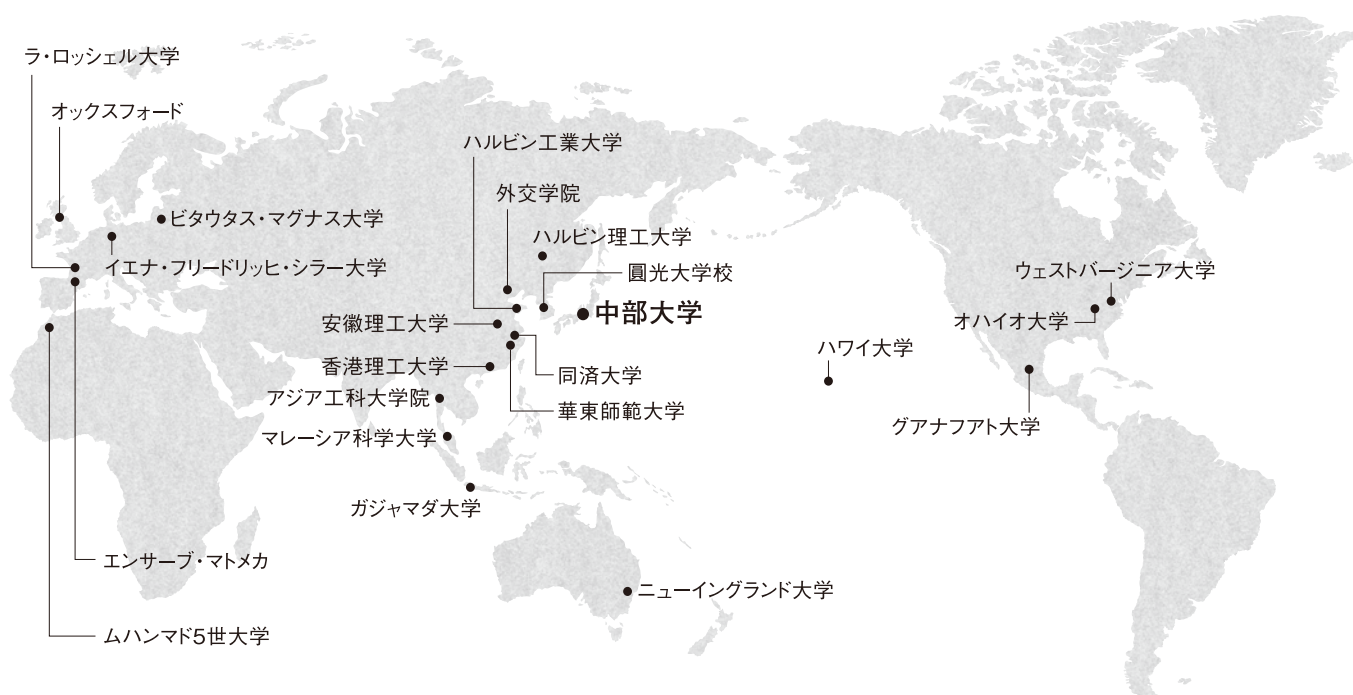 ラ・ロッシェル大学
オックスフォード
ハルビン工業大学
外交学院
ビタウタス・マグナス大学
ハルビン理工大学
イエナ・フリードリッヒ・シラー大学
圓光大学校
ウェストバージニア大学
中部大学
安徽理工大学
オハイオ大学
ハワイ大学
香港理工大学
同済大学
アジア工科大学院
華東師範大学
グアナフアト大学
マレーシア科学大学
ガジャマダ大学
エンサーブ・マトメカ
ニューイングランド大学
ムハンマド5世大学